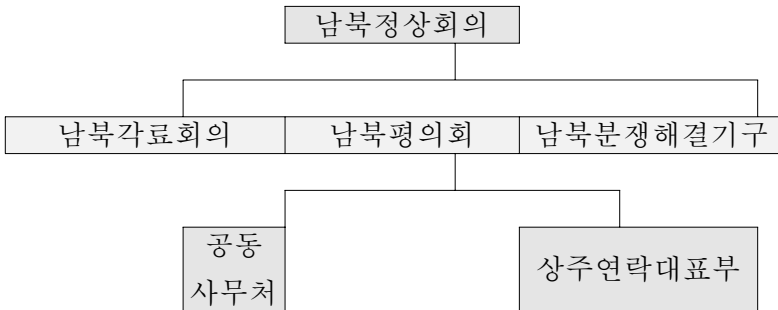 남북정상회의
남북각료회의 남북평의회 남북분쟁해결기구
공동
사무처
상주연락대표부